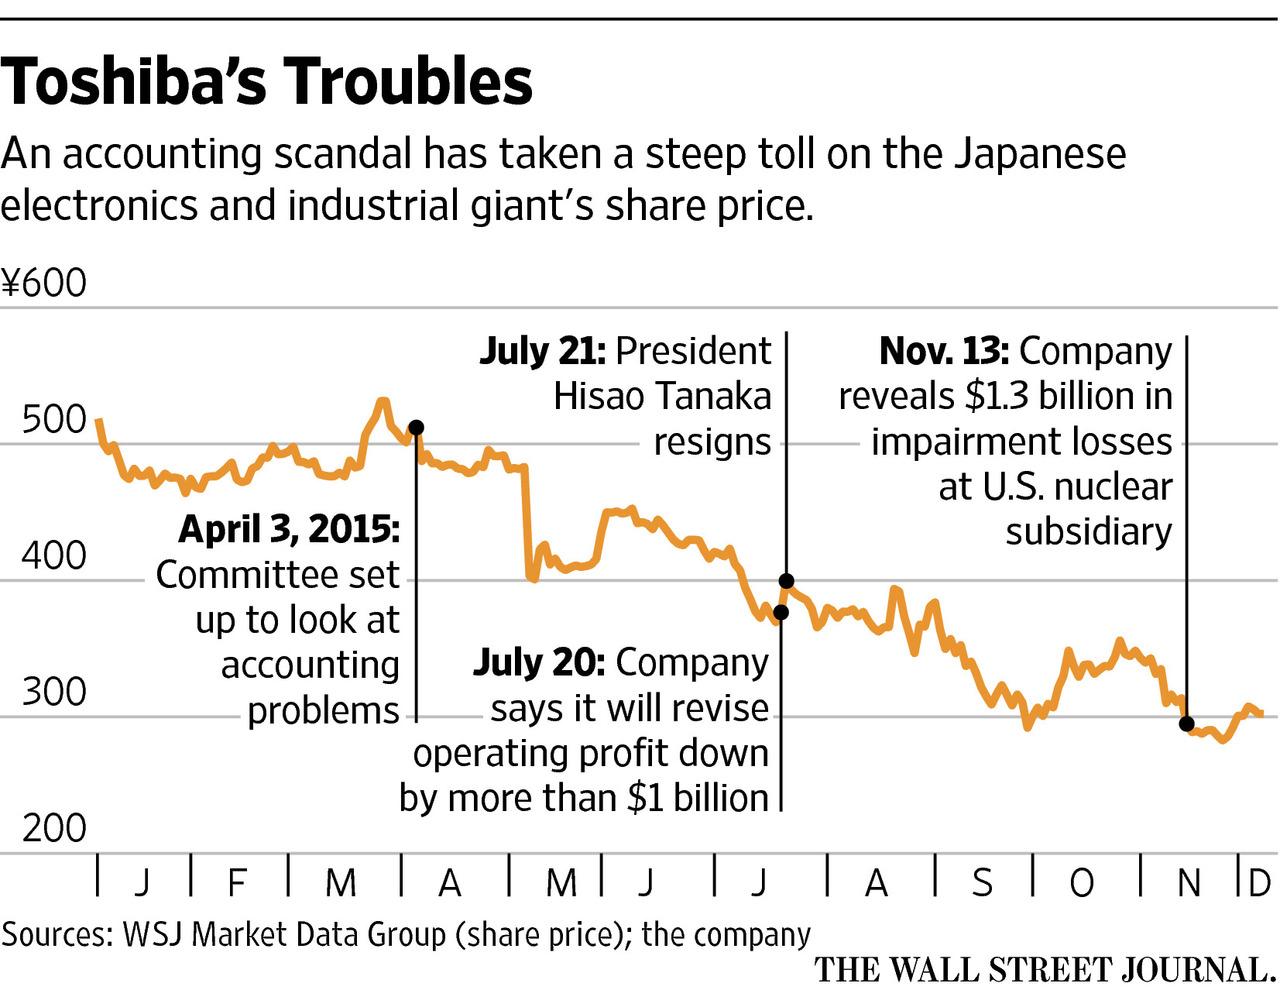 Toshiba's Troubles
An accounting scandal has taken a steep toll on the Japanese
electronics and industrial giant's share price.
¥600
500
400
300
200
April 3, 2015:
Committee set
up to look at
accounting
problems
July 21: President
Hisao Tanaka
resigns
July 20: Company
says it will revise
operating profit down
by more than $1 billion
Nov. 13: Company
reveals $1.3 billion in
impairment losses
at U.S. nuclear
subsidiary
J F M A M J J A S O N D
Sources: WSJ Market Data Group (share price); the company
THE WALL STREET JOURNAL.